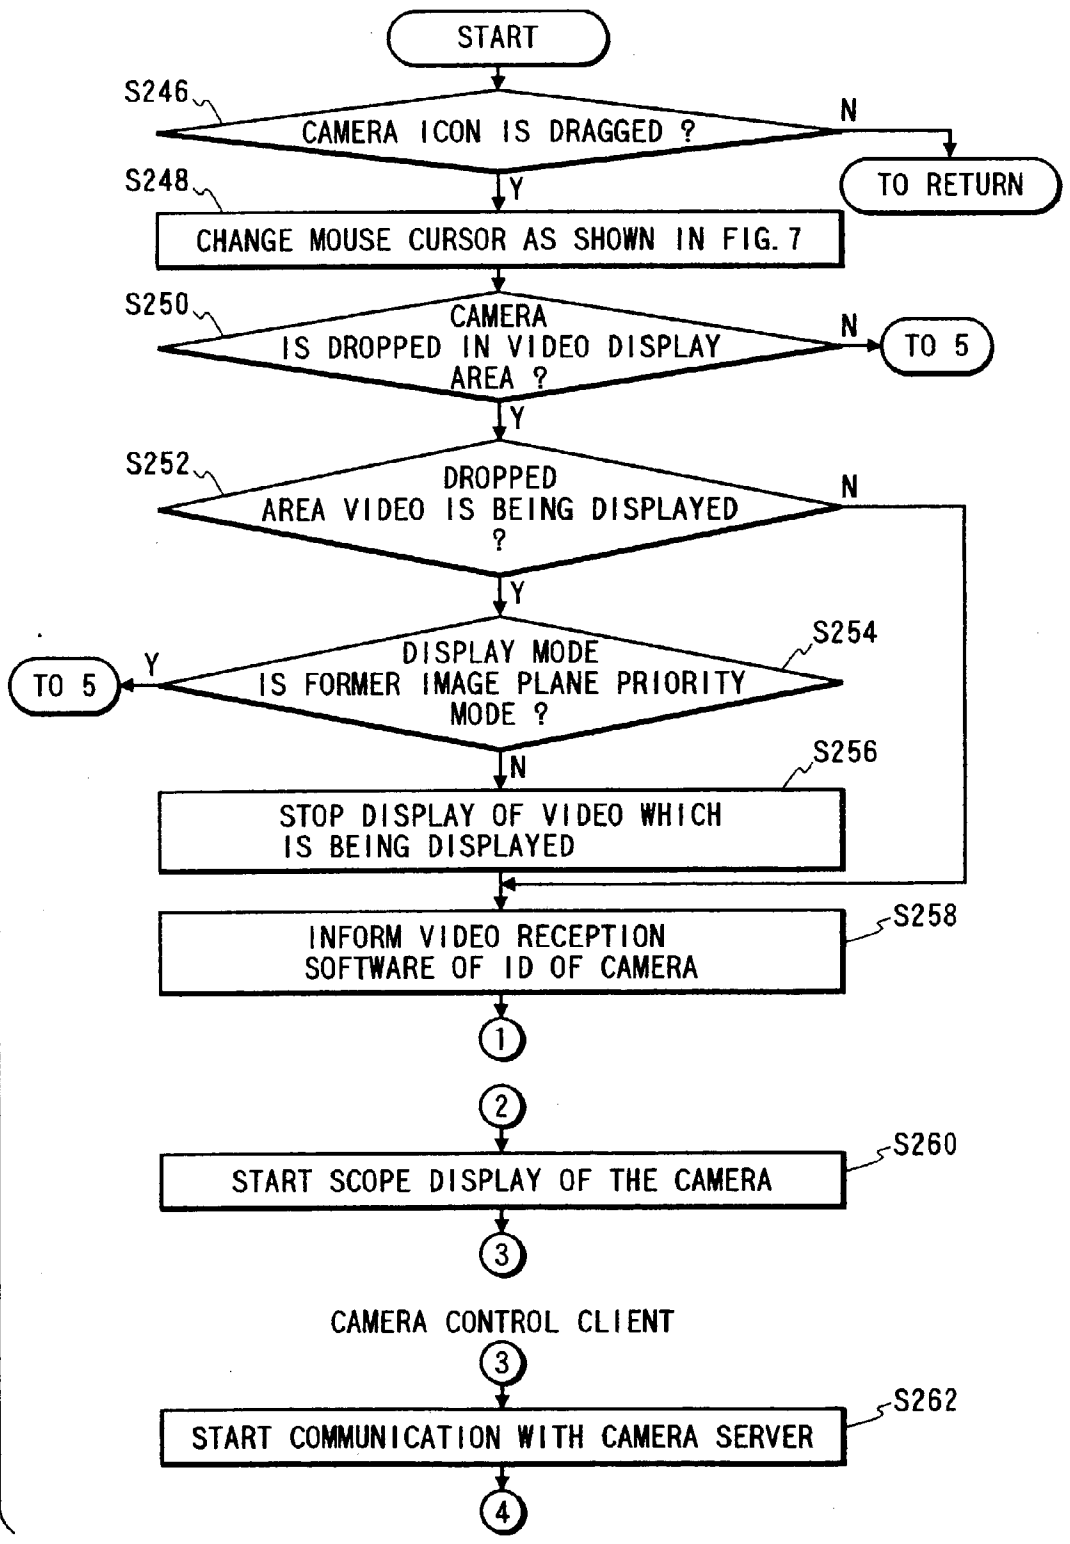 START
S246
CAMERA ICON IS DRAGGED ?
N
TO RETURN
Y
S248
CHANGE MOUSE CURSOR AS SHOWN IN FIG. 7
S250
CAMERA
IS DROPPED IN VIDEO DISPLAY
AREA ?
N
TO 5
Y
S252
DROPPED
AREA VIDEO IS BEING DISPLAYED
?
N
Y
S254
DISPLAY MODE
IS FORMER IMAGE PLANE PRIORITY
MODE ?
Y
TO 5
N
S256
STOP DISPLAY OF VIDEO WHICH
IS BEING DISPLAYED
S258
INFORM VIDEO RECEPTION
SOFTWARE OF ID OF CAMERA
1
2
S260
START SCOPE DISPLAY OF THE CAMERA
3
CAMERA CONTROL CLIENT
3
S262
START COMMUNICATION WITH CAMERA SERVER
4